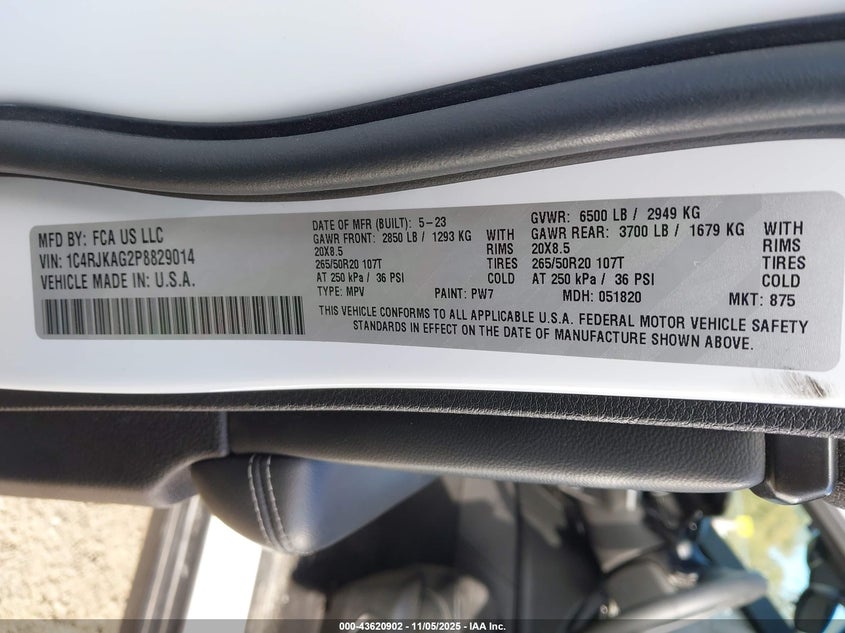 MFD BY: FCA US LLC
VIN: 1C4RJKAG2P8829014
VEHICLE MADE IN: U.S.A.
DATE OF MFR (BUILT): 5-23
GAWR FRONT: 2850 LB / 1293 KG WITH
20X8.5 RIMS
265/50R20 107T TIRES
AT 250 kPa / 36 PSI COLD
TYPE: MPV PAINT: PW7
GVWR: 6500 LB / 2949 KG
GAWR REAR: 3700 LB / 1679 KG WITH
20X8.5 RIMS
265/50R20 107T TIRES
AT 250 kPa / 36 PSI COLD
MDH: 051820 MKT: 875
THIS VEHICLE CONFORMS TO ALL APPLICABLE U.S.A. FEDERAL MOTOR VEHICLE SAFETY
STANDARDS IN EFFECT ON THE DATE OF MANUFACTURE SHOWN ABOVE.
000-43620902 - 11/05/2025 - IAA Inc.